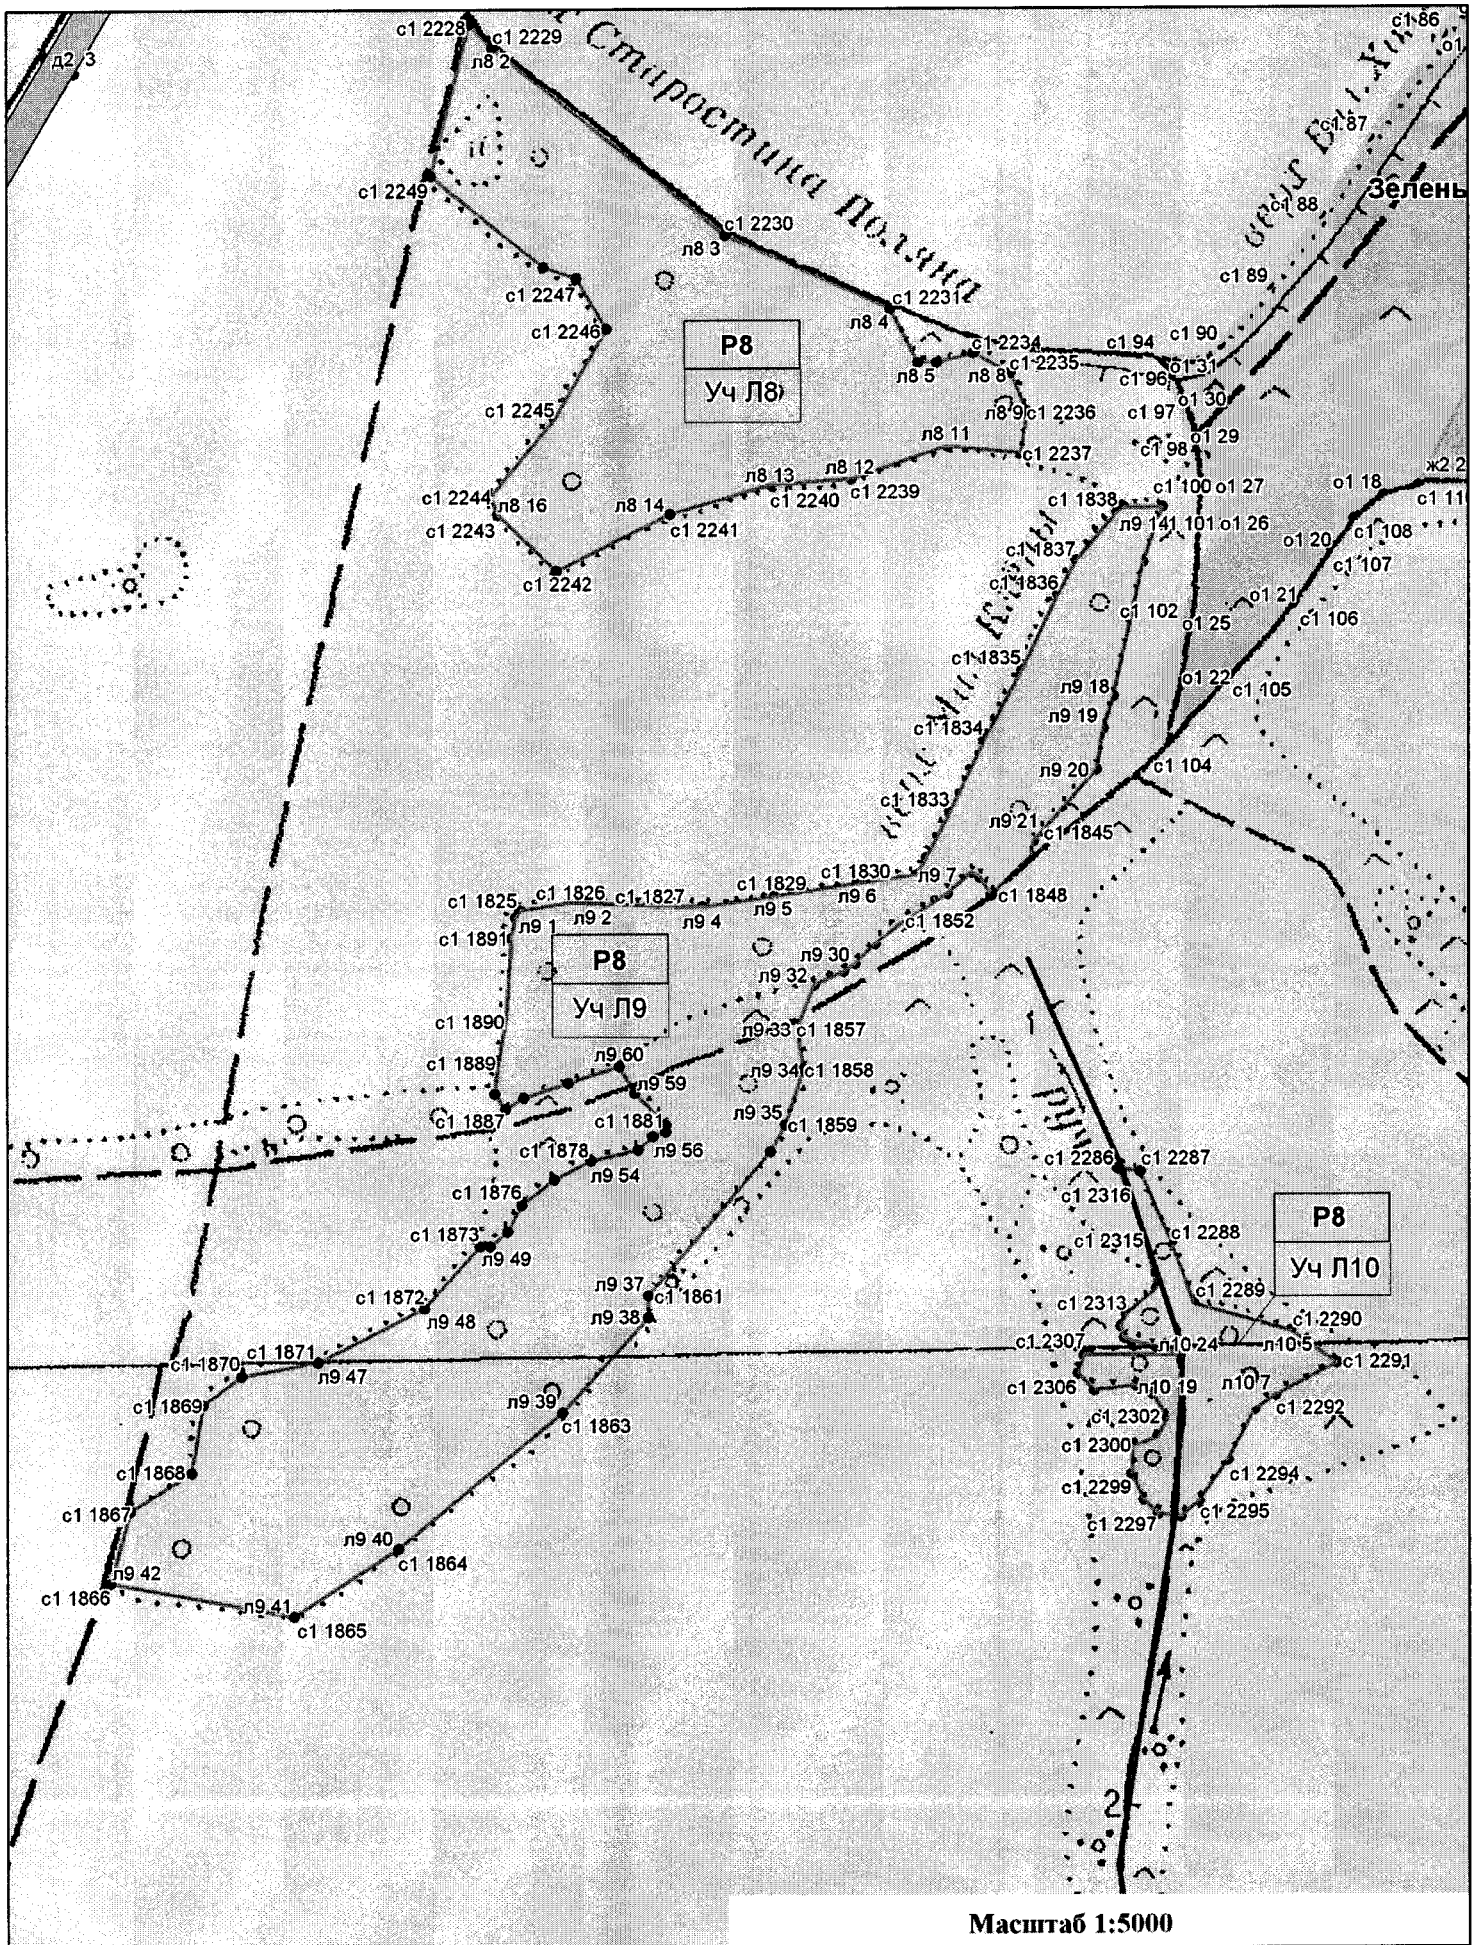 с1 2228
с1 2229
л8 2
д2 3
Старостина Поляна
с1 86
о1
с1 87
с1 88
Зелень
с1 89
с1 2249
с1 2230
л8 3
с1 2247
с1 2246
с1 2231
л8 4
с1 90
с1 94
с1 2234
с1 2235
л8 5
л8 8
о1 31
с1 96
Р8
Уч Л8
с1 2245
л8 9
с1 2236
о1 30
с1 97
о1 29
с1 98
л8 11
с1 2237
л8 12
л8 13
с1 2239
с1 2240
с1 2244
л8 16
с1 2243
л8 14
с1 2241
с1 2242
с1 1838
с1 100
о1 27
л9 14
1 101
о1 26
о1 18
ж2 2
с1 110
с1 108
о1 20
с1 107
с1 1837
с1 1836
с1 102
о1 21
с1 106
о1 25
с1 1835
л9 18
о1 22
с1 105
с1 1834
л9 19
с1 104
л9 20
с1 1833
л9 21
с1 1845
с1 1825
с1 1826
с1 1827
с1 1829
с1 1830
л9 7
с1 1848
л9 1
л9 2
л9 4
л9 5
л9 6
с1 1852
с1 1891
Р8
Уч Л9
л9 30
л9 32
с1 1890
л9 33
с1 1857
с1 1889
л9 60
л9 34
с1 1858
л9 59
с1 1887
с1 1881
л9 35
с1 1859
руч
с1 1878
л9 56
л9 54
с1 2286
с1 2287
с1 2316
с1 1876
с1 1873
л9 49
с1 2315
с1 2288
Р8
Уч Л10
с1 1872
л9 48
л9 37
с1 1861
л9 38
с1 2289
с1 2313
с1 2290
с1 2307
л10 24
л10 5
с1 1870
с1 1871
л9 47
с1 2291
с1 2306
л10 19
л10 7
с1 2292
с1 1869
л9 39
с1 1863
с1 2302
с1 2300
с1 2294
с1 1868
с1 2299
с1 2295
с1 2297
с1 1867
л9 40
с1 1864
л9 42
с1 1866
л9 41
с1 1865
2
Масштаб 1:5000